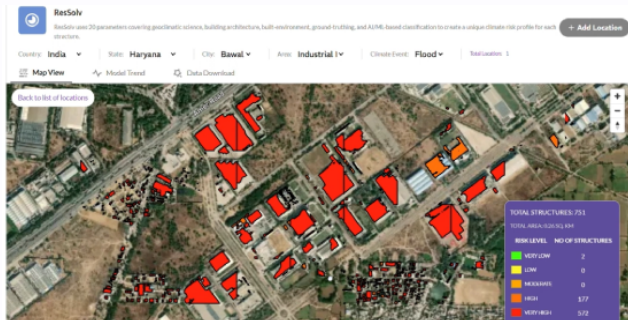 ResSolv
ResSolv uses 20 parameters covering geoclimatic science, building architecture, built-environment, ground-truthing, and AI/ML-based classification to create a unique climate risk profile for each
structure.
+ Add Location
Country: India State: Haryana City: Bawal Area: Industrial Climate Event: Flood Total Location: 1
Map View Model Trend Data Download
Back to list of locations
+
−
TOTAL STRUCTURES: 751
TOTAL AREA: SQ. KM
RISK LEVEL NO OF STRUCTURES
VERY LOW 2
LOW 0
MODERATE 0
HIGH 177
VERY HIGH 572